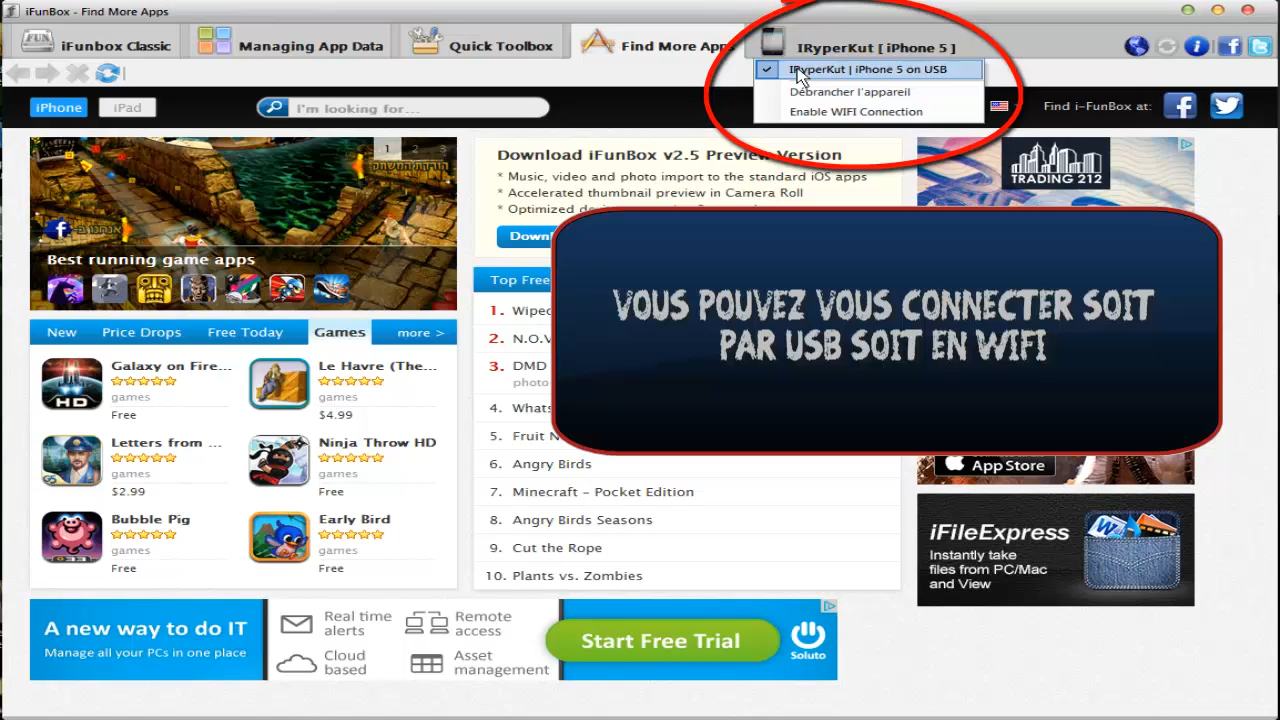 iFunBox - Find More Apps
iFunbox Classic
Managing App Data
Quick Toolbox
Find More App
IRyperKut [ iPhone 5 ]
IRyperKut | iPhone 5 on USB
Débrancher l'appareil
Enable WIFI Connection
iPhone
iPad
I'm looking for...
Find i-FunBox at:
1 2 3
Best running game apps
Download iFunBox v2.5 Preview Version
* Music, video and photo import to the standard iOS apps
* Accelerated thumbnail preview in Camera Roll
* Optimized
TRADING 212
VOUS POUVEZ VOUS CONNECTER SOIT
PAR USB SOIT EN WIFI
New
Price Drops
Free Today
Games
more >
Galaxy on Fire...
games
Free
HD
Le Havre (The...
games
$4.99
Letters from ...
games
$2.99
Ninja Throw HD
games
Free
Bubble Pig
games
Free
Early Bird
games
Free
Top Free
1. Wiped
2. N.O.V
3. DMD
photo
4. Whats
5. Fruit N
6. Angry Birds
7. Minecraft - Pocket Edition
8. Angry Birds Seasons
9. Cut the Rope
10. Plants vs. Zombies
App Store
iFileExpress
Instantly take
files from PC/Mac
and View
A new way to do IT
Manage all your PCs in one place
Real time
alerts
Remote
access
Cloud
based
Asset
management
Start Free Trial
Soluto